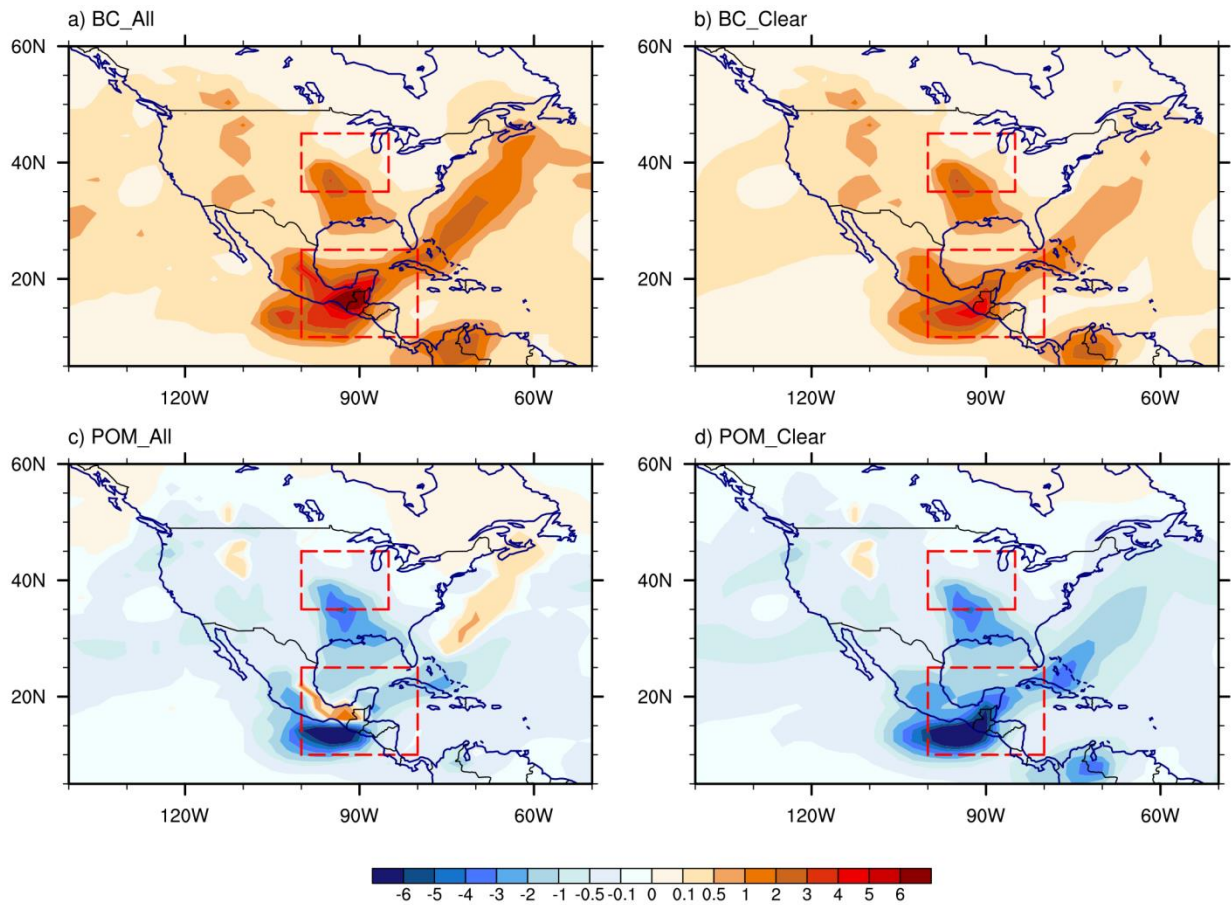 a) BC_All
b) BC_Clear
60N
60N
40N
40N
20N
20N
120W 90W 60W
120W 90W 60W
c) POM_All
d) POM_Clear
60N
60N
40N
40N
20N
20N
120W 90W 60W
120W 90W 60W
-6 -5 -4 -3 -2 -1 -0.5 -0.1 0 0.1 0.5 1 2 3 4 5 6